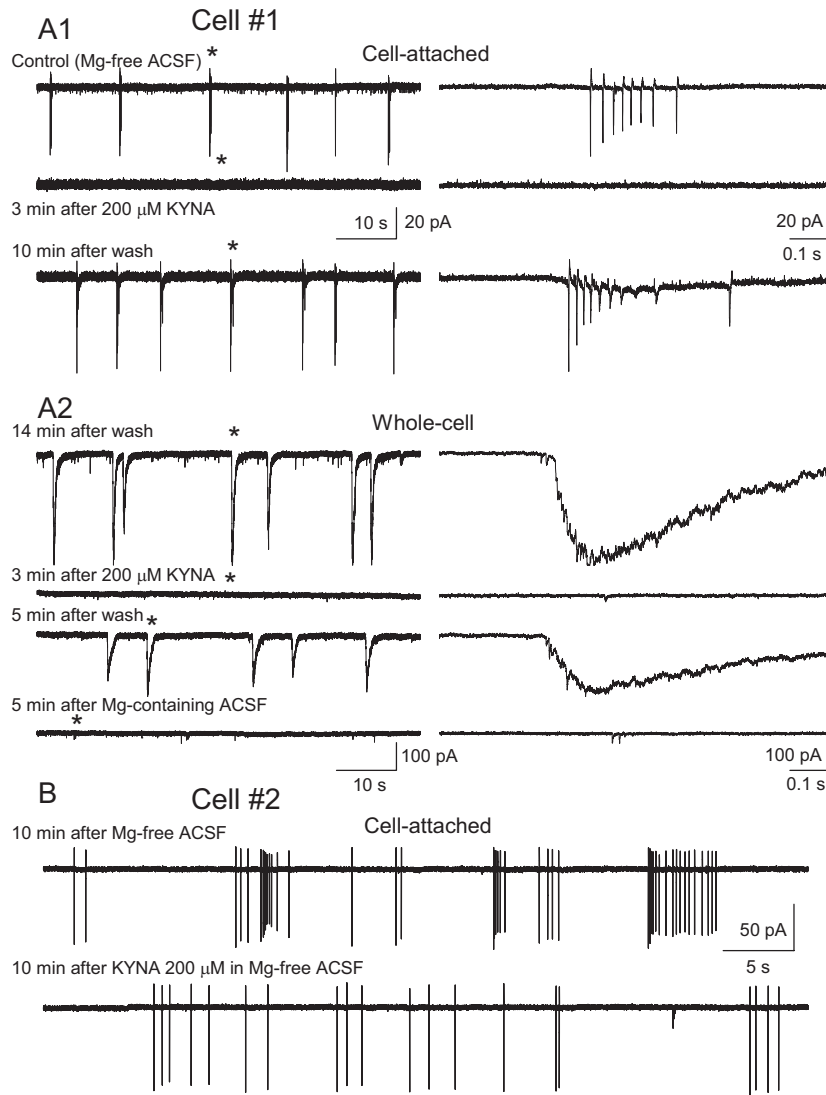 A1
Cell #1
Control (Mg-free ACSF)
*
Cell-attached
*
3 min after 200 μM KYNA
10 s
20 pA
20 pA
0.1 s
10 min after wash
*
A2
14 min after wash
*
Whole-cell
3 min after 200 μM KYNA
*
5 min after wash
*
5 min after Mg-containing ACSF
*
100 pA
10 s
100 pA
0.1 s
B
Cell #2
10 min after Mg-free ACSF
Cell-attached
50 pA
5 s
10 min after KYNA 200 μM in Mg-free ACSF